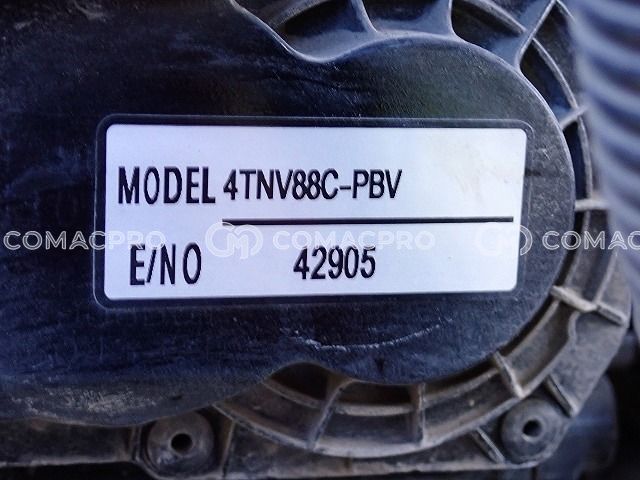 MODEL 4TNV88C-PBV
COMACPRO COMACPRO COMACPRO
E/NO 42905